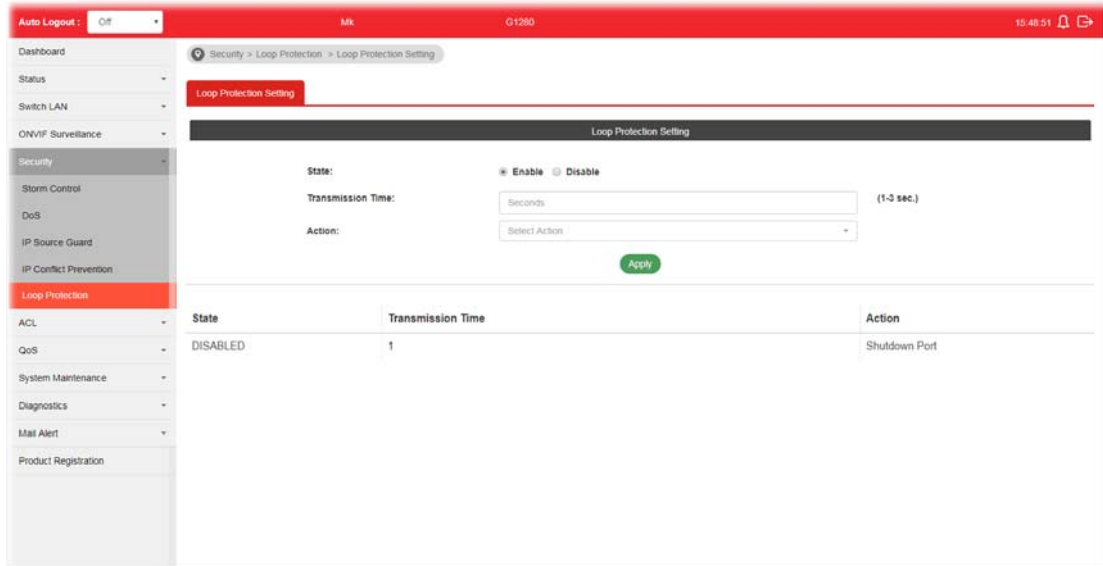 Auto Logout : Off Mk G1280 15:48:51
Dashboard
Status
Switch LAN
ONVIF Surveillance
Security
Storm Control
DoS
IP Source Guard
IP Conflict Prevention
Loop Protection
ACL
QoS
System Maintenance
Diagnostics
Mail Alert
Product Registration
Security > Loop Protection > Loop Protection Setting
Loop Protection Setting
Loop Protection Setting
State: Enable Disable
Transmission Time: Seconds (1-3 sec.)
Action: Select Action
Apply
State Transmission Time Action
DISABLED 1 Shutdown Port